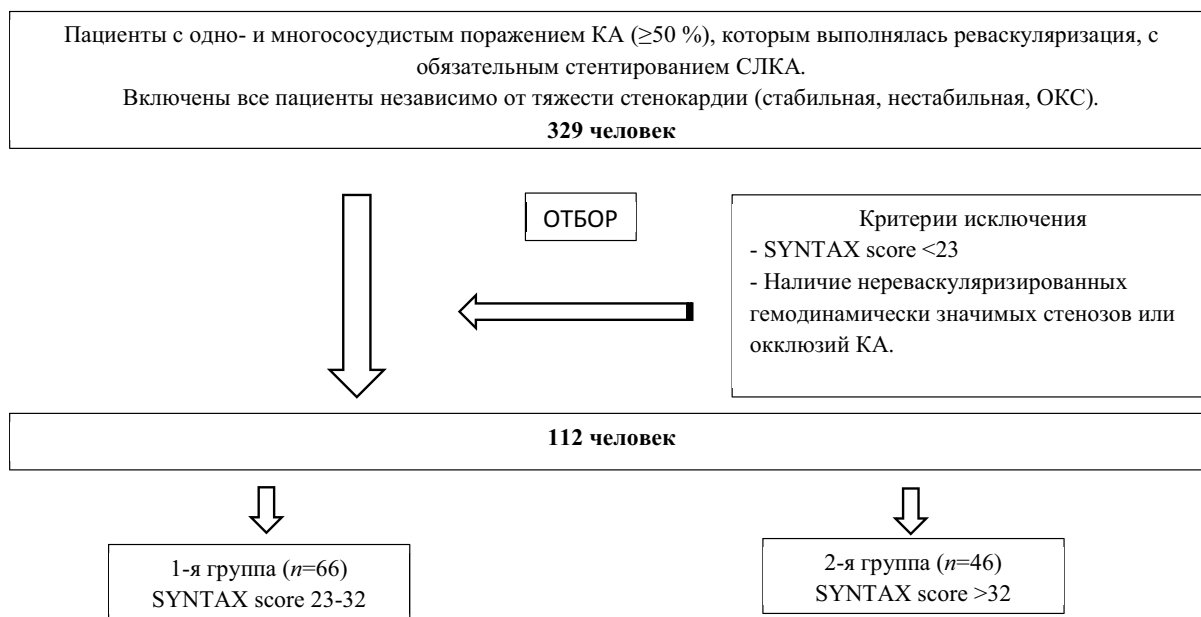 Пациенты с одно- и многососудистым поражением КА (≥50 %), которым выполнялась реваскуляризация, с
обязательным стентированием СЛКА.
Включены все пациенты независимо от тяжести стенокардии (стабильная, нестабильная, ОКС).
329 человек
ОТБОР
Критерии исключения
- SYNTAX score <23
- Наличие нереваскуляризированных
гемодинамически значимых стенозов или
окклюзий КА.
112 человек
1-я группа (n=66)
SYNTAX score 23-32
2-я группа (n=46)
SYNTAX score >32